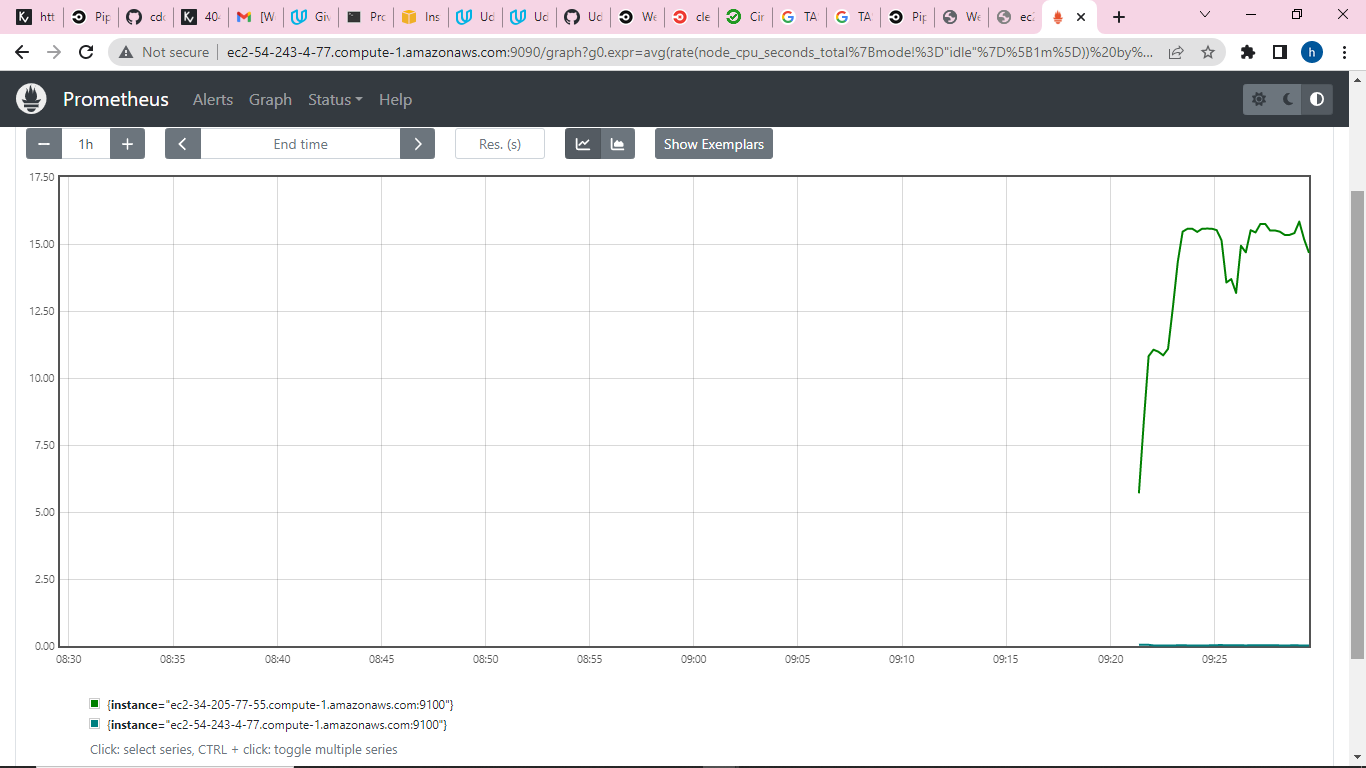 htt Pip cdc 404 [W Giv Pro Ins Ud Ud Ud We cle Cir TA TA Pip We ec
Not secure ec2-54-243-4-77.compute-1.amazonaws.com:9090/graph?g0.expr=avg(rate(node_cpu_seconds_total%7Bmode!%3D"idle"%7D%5B1m%5D))%20by%... h
Prometheus Alerts Graph Status Help
1h End time Res. (s) Show Exemplars
17.50
15.00
12.50
10.00
7.50
5.00
2.50
0.00
08:30 08:35 08:40 08:45 08:50 08:55 09:00 09:05 09:10 09:15 09:20 09:25
{instance="ec2-34-205-77-55.compute-1.amazonaws.com:9100"}
{instance="ec2-54-243-4-77.compute-1.amazonaws.com:9100"}
Click: select series, CTRL + click: toggle multiple series